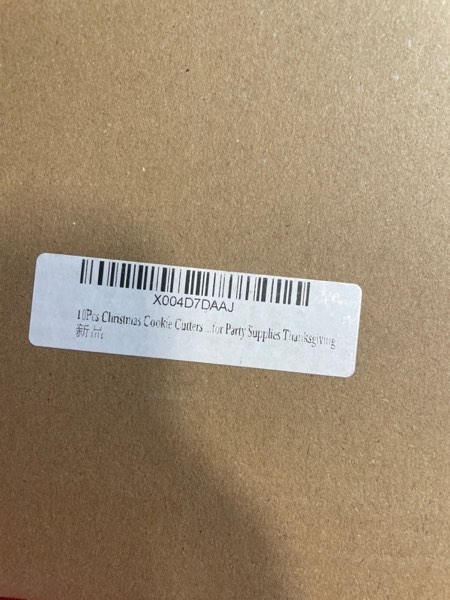 X004D7DAAJ
10Pcs Christmas Cookie Cutters ...for Party Supplies Thanksgiving
新品